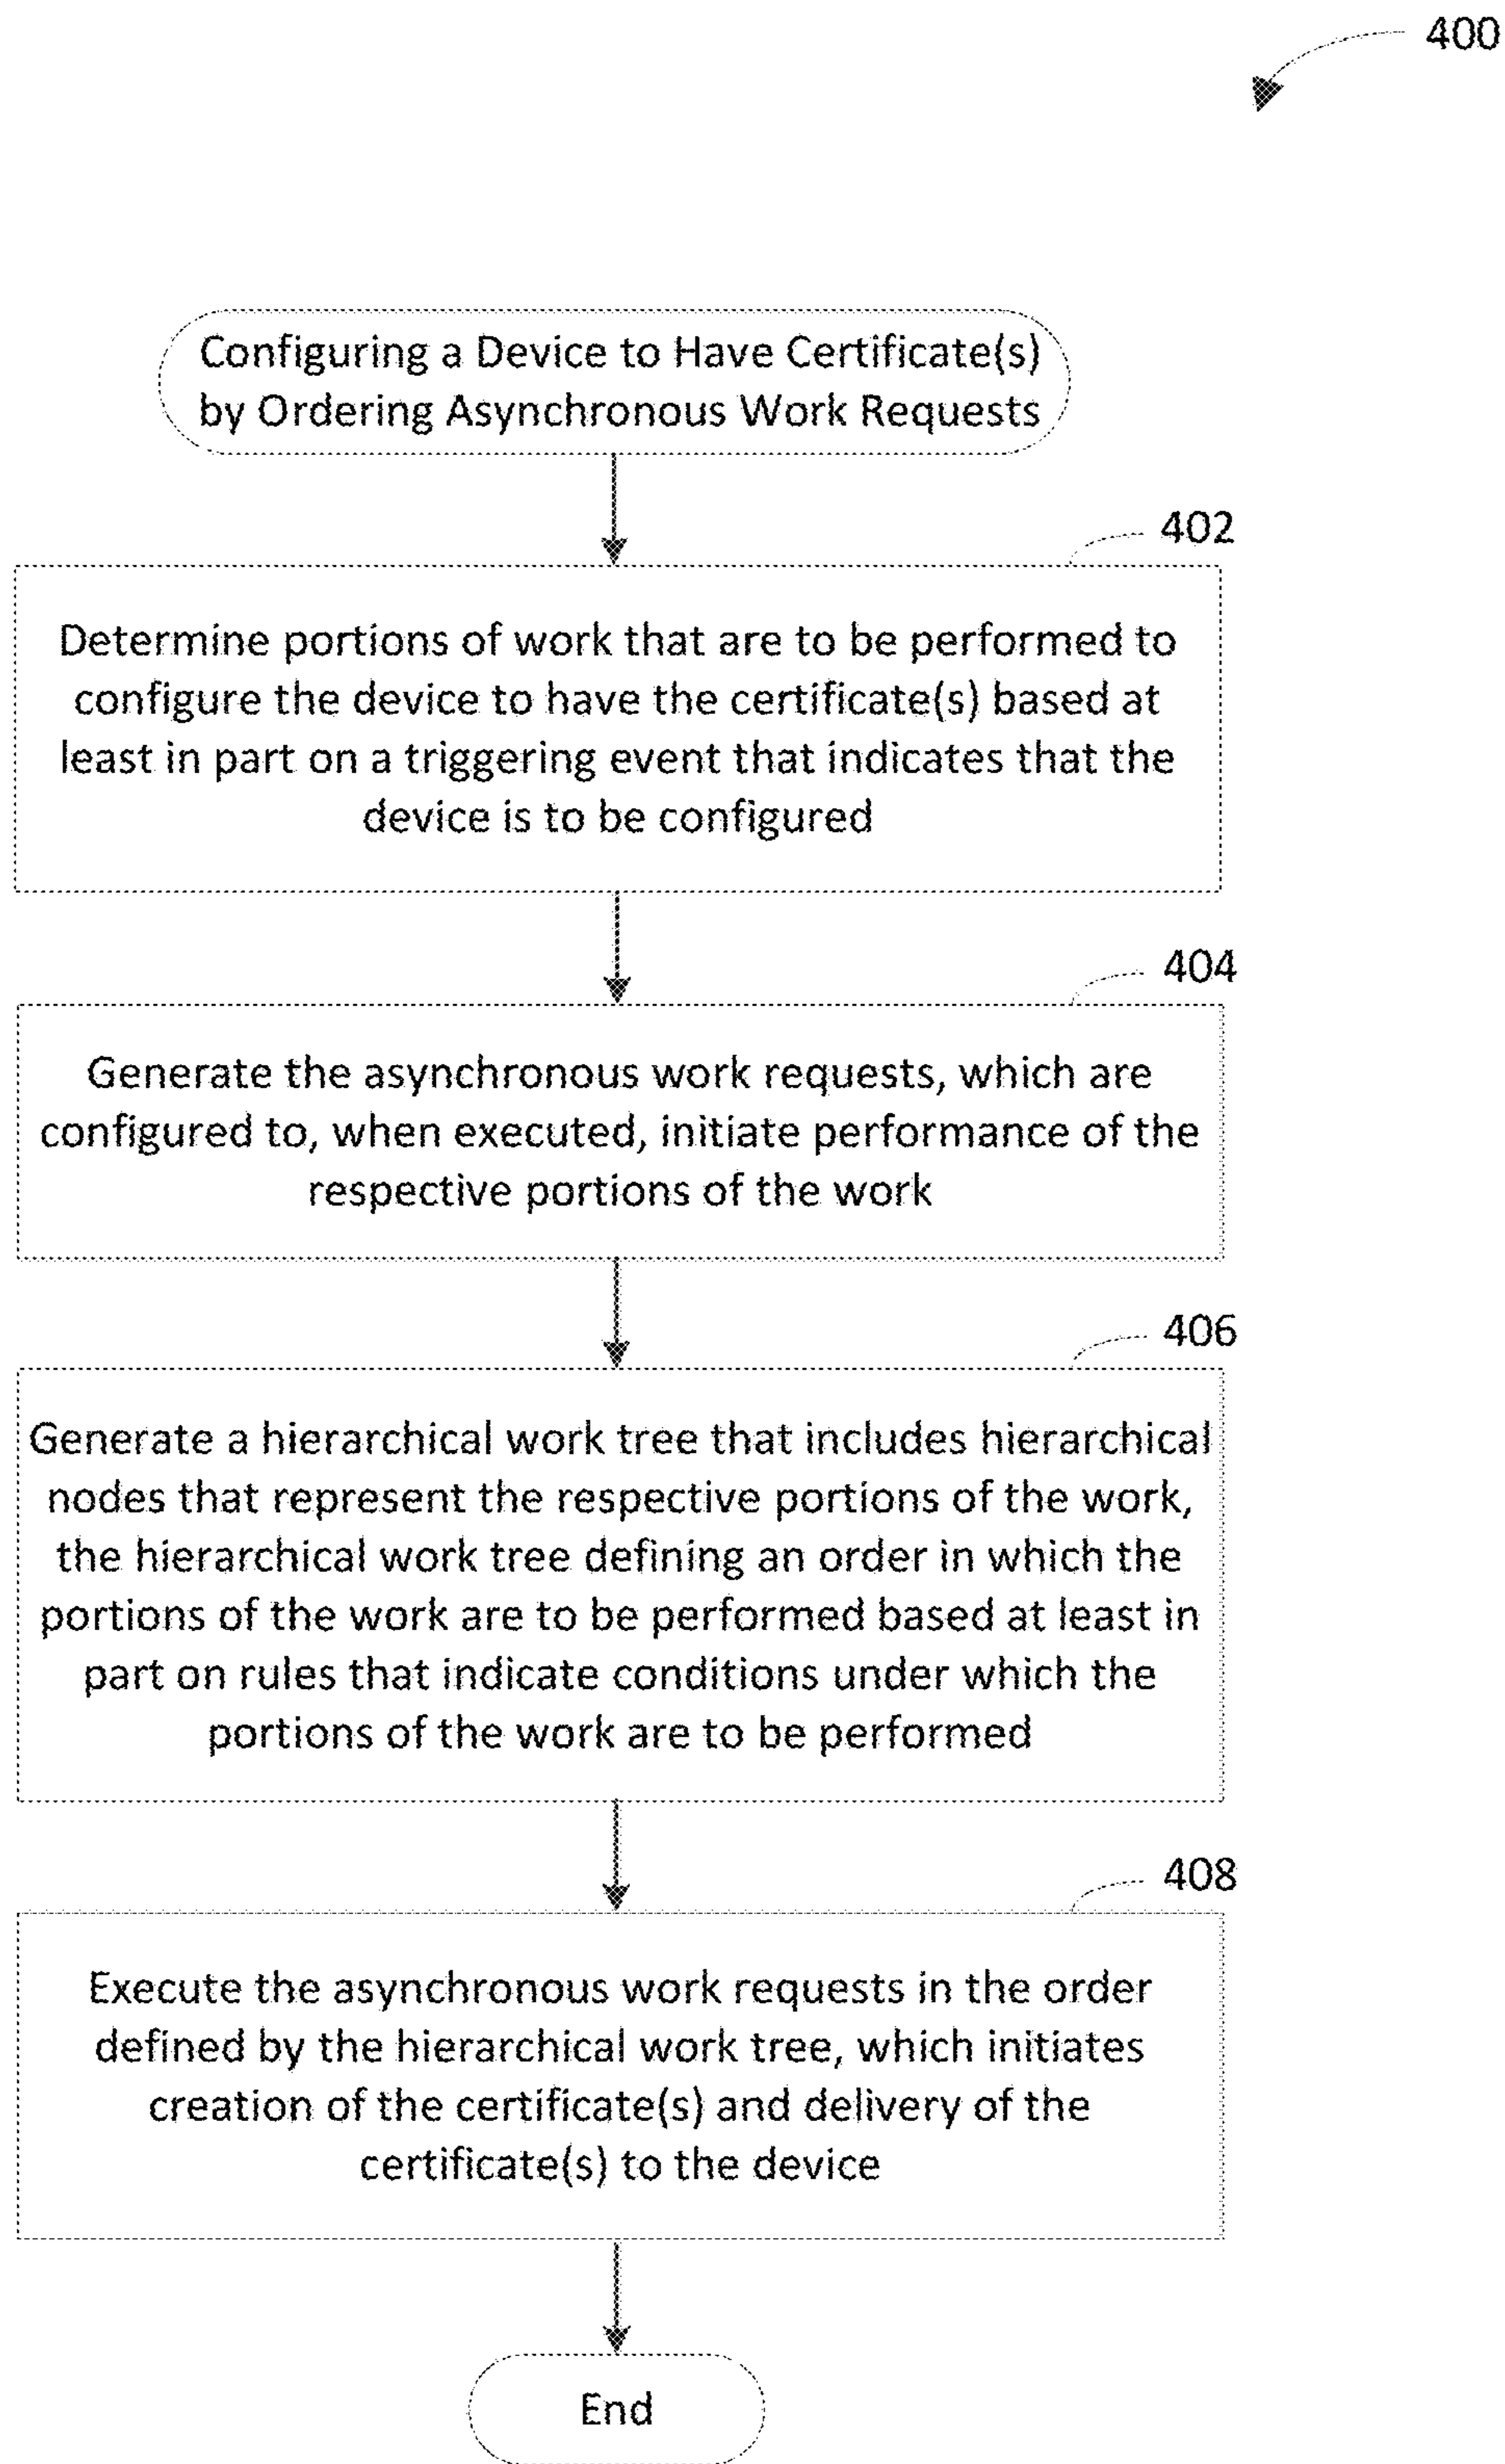 400
Configuring a Device to Have Certificate(s)
by Ordering Asynchronous Work Requests
402
Determine portions of work that are to be performed to
configure the device to have the certificate(s) based at
least in part on a triggering event that indicates that the
device is to be configured
404
Generate the asynchronous work requests, which are
configured to, when executed, initiate performance of the
respective portions of the work
406
Generate a hierarchical work tree that includes hierarchical
nodes that represent the respective portions of the work,
the hierarchical work tree defining an order in which the
portions of the work are to be performed based at least in
part on rules that indicate conditions under which the
portions of the work are to be performed
408
Execute the asynchronous work requests in the order
defined by the hierarchical work tree, which initiates
creation of the certificate(s) and delivery of the
certificate(s) to the device
End